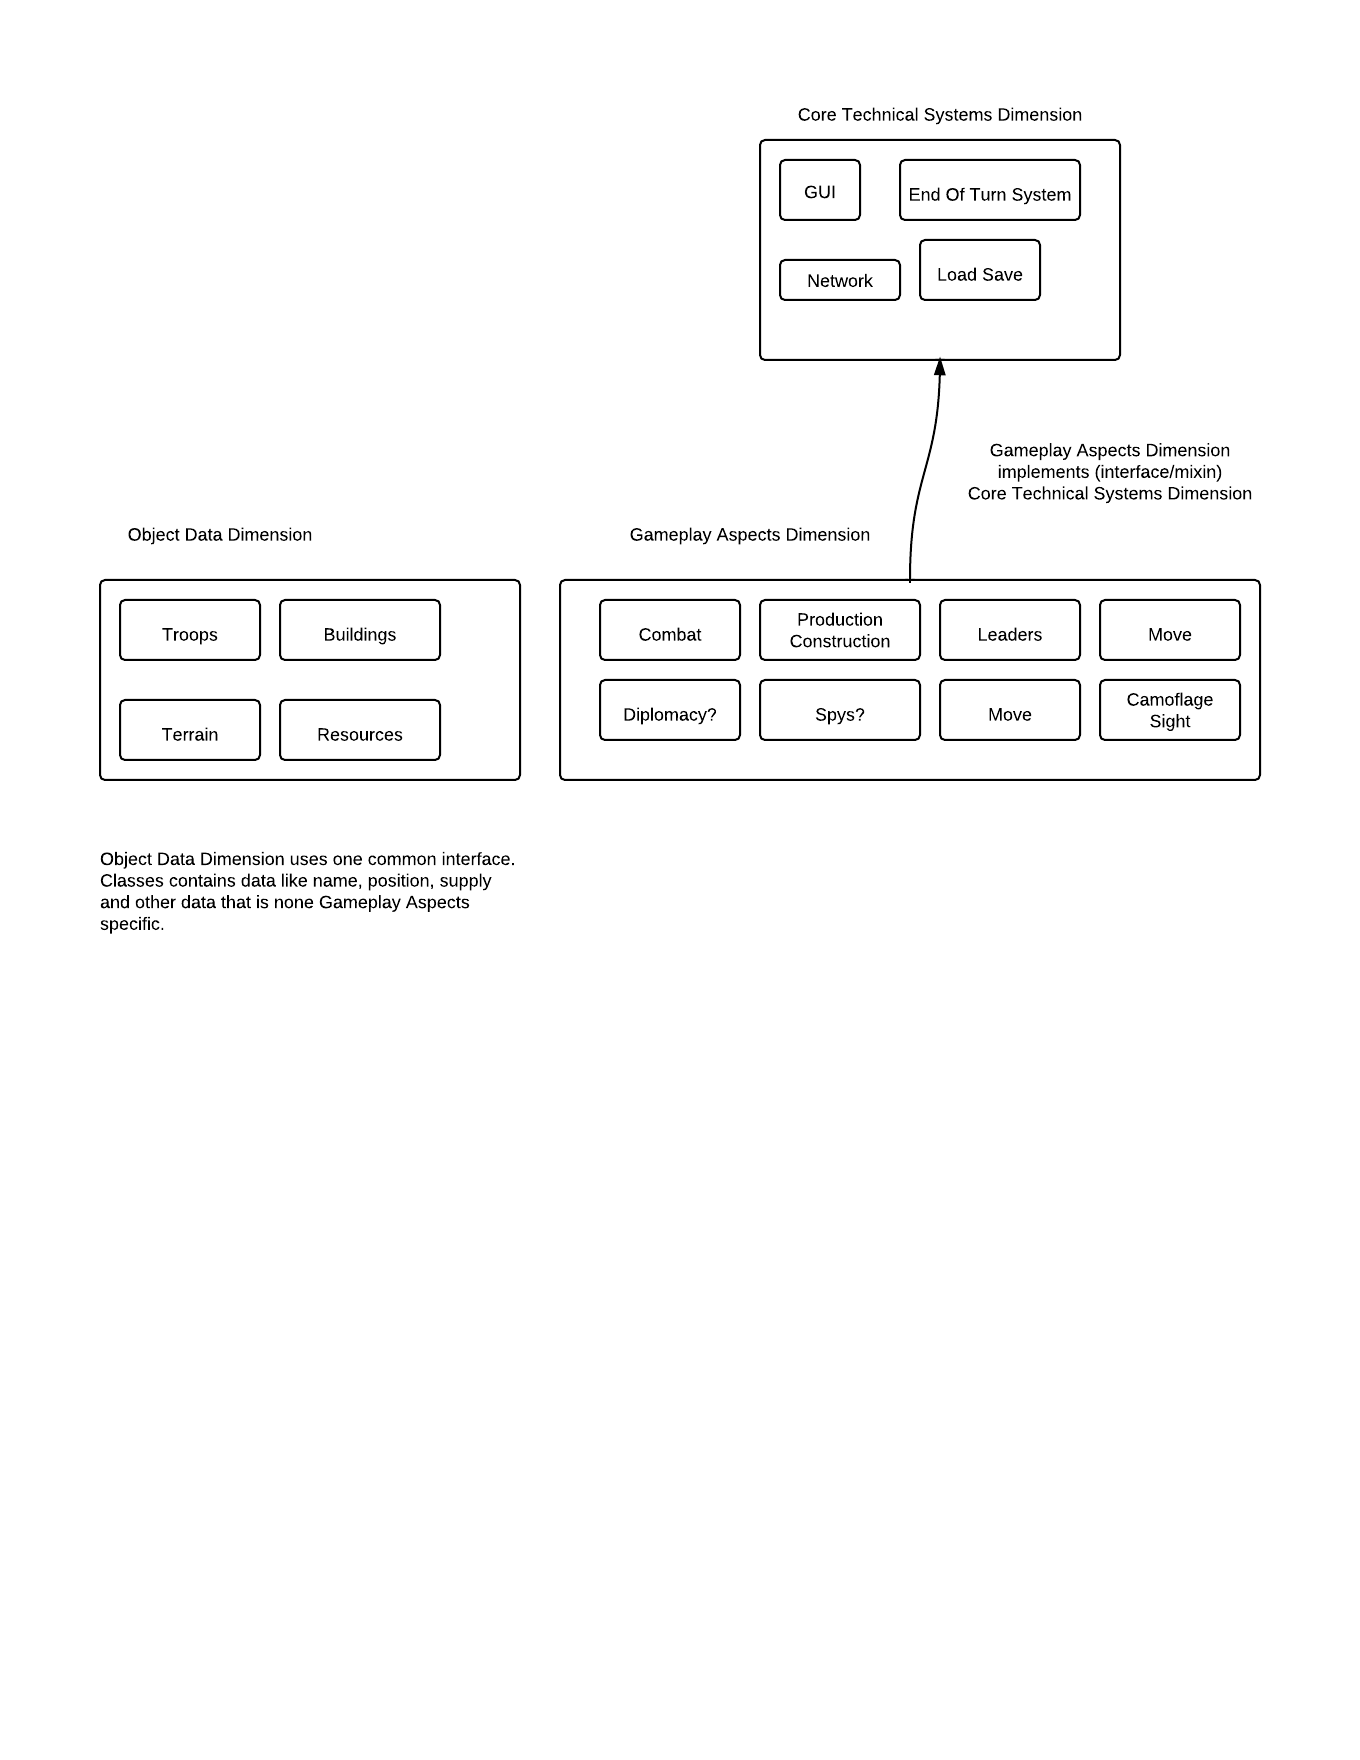 Core Technical Systems Dimension
GUI
End Of Turn System
Network
Load Save
Gameplay Aspects Dimension
implements (interface/mixin)
Core Technical Systems Dimension
Object Data Dimension
Troops
Buildings
Terrain
Resources
Gameplay Aspects Dimension
Combat
Production
Construction
Leaders
Move
Diplomacy?
Spys?
Move
Camoflage
Sight
Object Data Dimension uses one common interface.
Classes contains data like name, position, supply
and other data that is none Gameplay Aspects
specific.